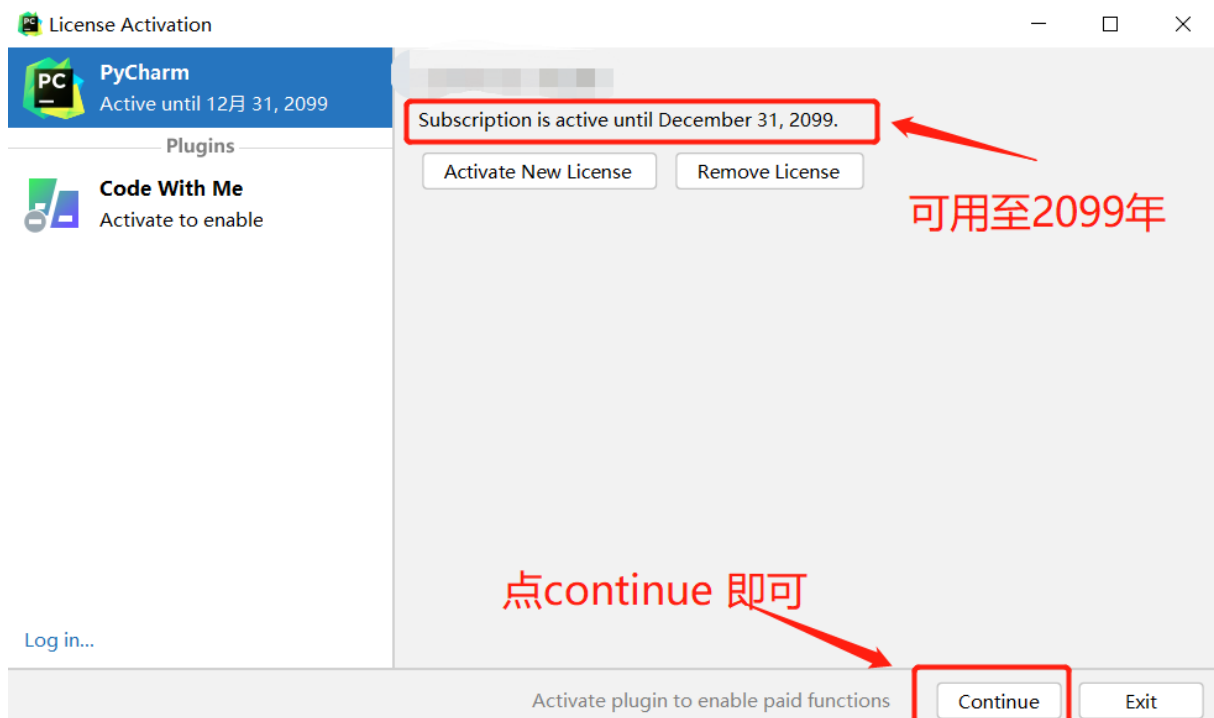 License Activation
PyCharm
Active until 12月 31, 2099
Plugins
Code With Me
Activate to enable
Log in...
Subscription is active until December 31, 2099.
Activate New License
Remove License
可用至2099年
点continue 即可
Activate plugin to enable paid functions
Continue
Exit